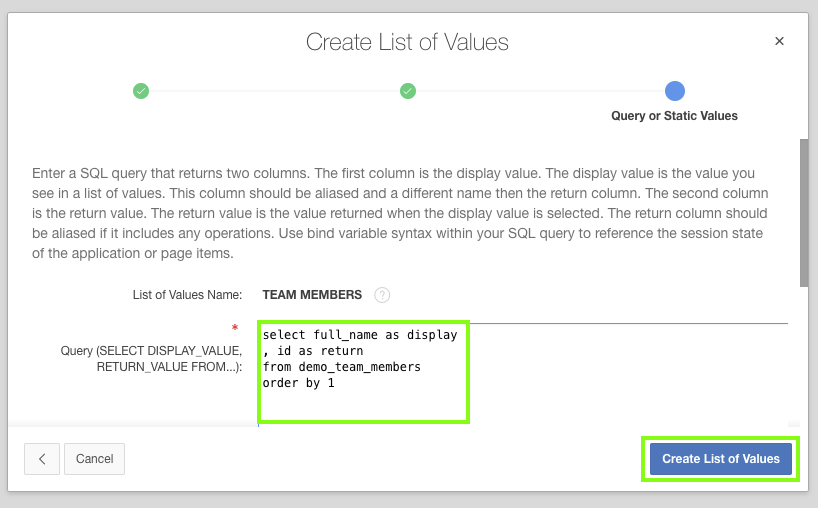 Create List of Values
Query or Static Values
Enter a SQL query that returns two columns. The first column is the display value. The display value is the value you
see in a list of values. This column should be aliased and a different name then the return column. The second column
is the return value. The return value is the value returned when the display value is selected. The return column should
be aliased if it includes any operations. Use bind variable syntax within your SQL query to reference the session state
of the application or page items.
List of Values Name: TEAM MEMBERS ?
*
Query (SELECT DISPLAY_VALUE,
RETURN_VALUE FROM...):
select full_name as display
, id as return
from demo_team_members
order by 1
Cancel
Create List of Values